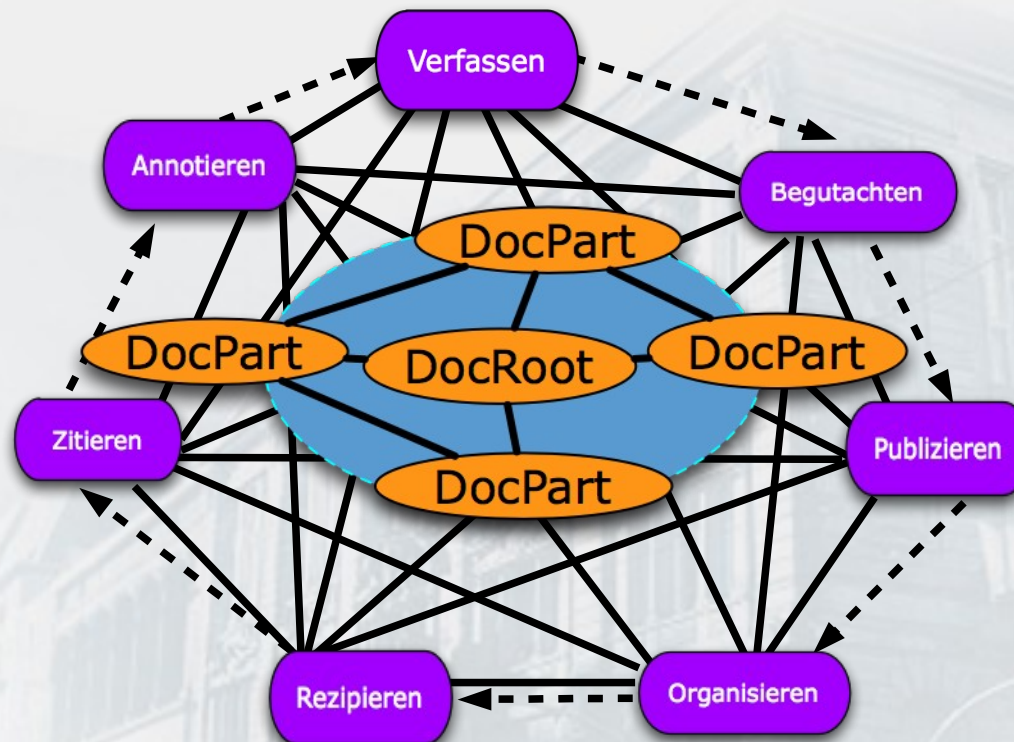 Verfassen
Annotieren
Begutachten
DocPart
DocPart
DocRoot
DocPart
Zitieren
Publizieren
DocPart
Rezipieren
Organisieren